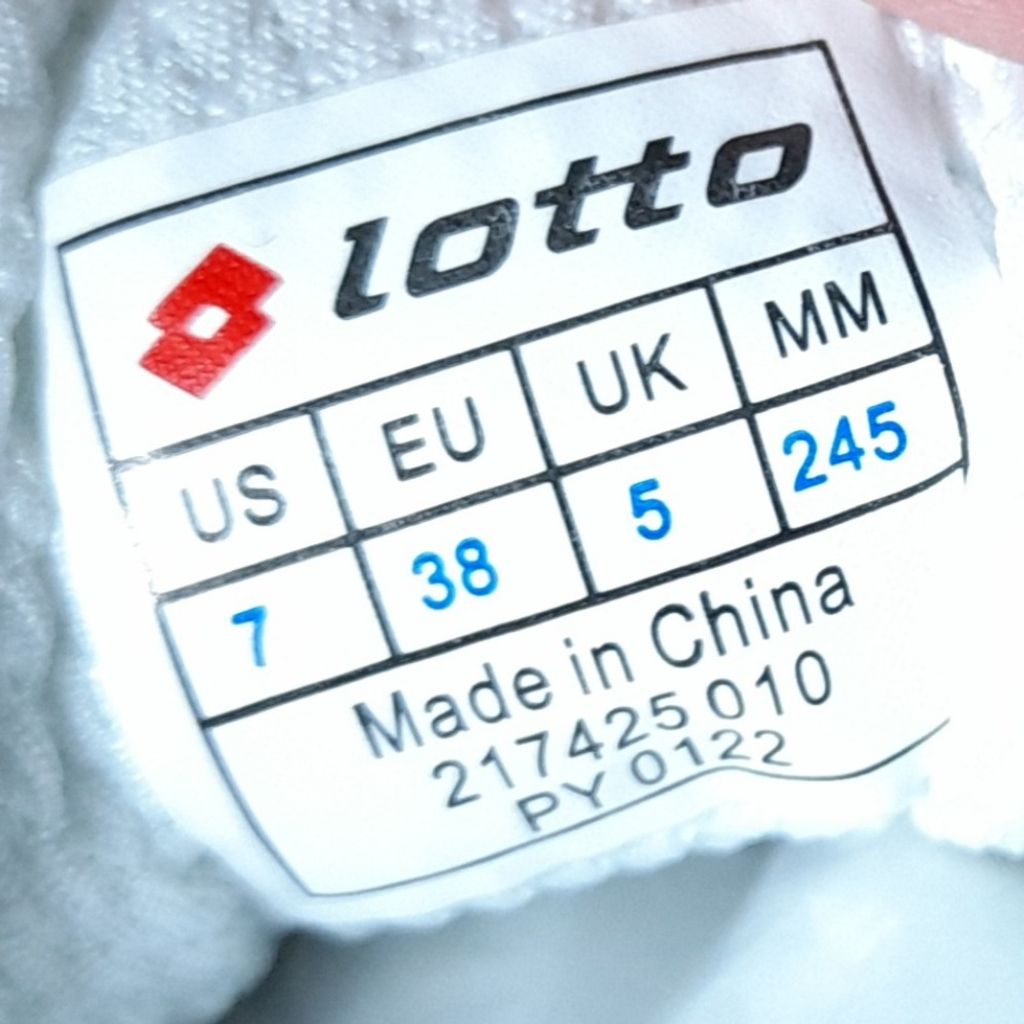 lotto
US EU UK MM
7 38 5 245
Made in China
217425 010
PY 0122